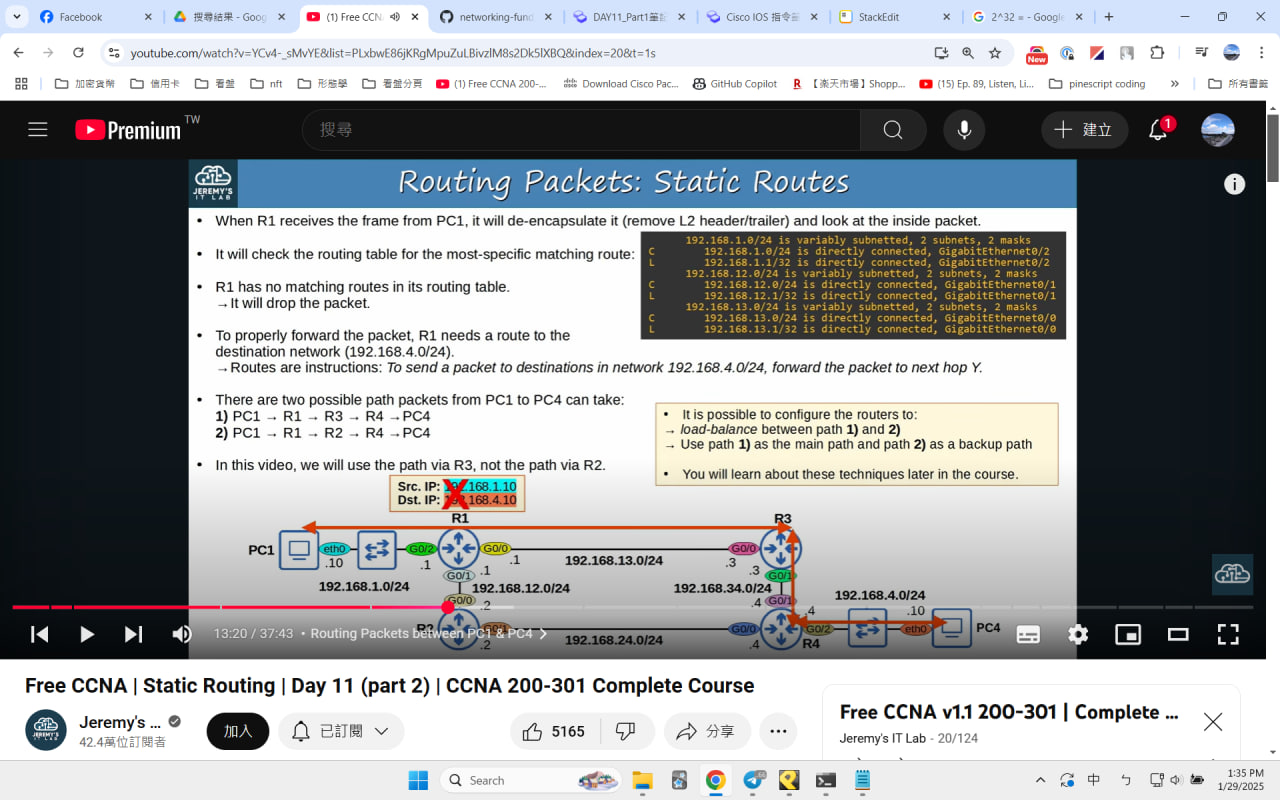 Facebook
搜尋結果 - Goog
(1) Free CCN
networking-fund
DAY11_Part1筆記
Cisco IOS 指令
StackEdit
2^32 = - Google
youtube.com/watch?v=YCv4-_sMvYE&list=PLxbwE86jKRgMpuZuLBivzlM8s2Dk5lXBQ&index=20&t=1s
New
加密貨幣
信用卡
看盤
nft
形態學
看盤分頁
(1) Free CCNA 200-...
Download Cisco Pac...
GitHub Copilot
【楽天市場】Shopp...
(15) Ep. 89, Listen, Li...
pinescript coding
所有書籤
Premium TW
搜尋
建立
1
JEREMY'S
IT LAB
Routing Packets: Static Routes
• When R1 receives the frame from PC1, it will de-encapsulate it (remove L2 header/trailer) and look at the inside packet.
• It will check the routing table for the most-specific matching route:
192.168.1.0/24 is variably subnetted, 2 subnets, 2 masks
C 192.168.1.0/24 is directly connected, GigabitEthernet0/2
L 192.168.1.1/32 is directly connected, GigabitEthernet0/2
192.168.12.0/24 is variably subnetted, 2 subnets, 2 masks
C 192.168.12.0/24 is directly connected, GigabitEthernet0/1
L 192.168.12.1/32 is directly connected, GigabitEthernet0/1
192.168.13.0/24 is variably subnetted, 2 subnets, 2 masks
C 192.168.13.0/24 is directly connected, GigabitEthernet0/0
L 192.168.13.1/32 is directly connected, GigabitEthernet0/0
• R1 has no matching routes in its routing table.
→It will drop the packet.
• To properly forward the packet, R1 needs a route to the
destination network (192.168.4.0/24).
→Routes are instructions: To send a packet to destinations in network 192.168.4.0/24, forward the packet to next hop Y.
• There are two possible path packets from PC1 to PC4 can take:
1) PC1 → R1 → R3 → R4 →PC4
2) PC1 → R1 → R2 → R4 →PC4
• It is possible to configure the routers to:
→ load-balance between path 1) and 2)
→ Use path 1) as the main path and path 2) as a backup path
• You will learn about these techniques later in the course.
• In this video, we will use the path via R3, not the path via R2.
Src. IP: 192.168.1.10
Dst. IP: 192.168.4.10
R1
R3
PC1
eth0
.10
G0/2
.1
G0/0
.1
192.168.13.0/24
G0/0
.3
192.168.1.0/24
G0/1
.1
192.168.12.0/24
192.168.34.0/24
.3
G0/1
G0/0
.2
.4
G0/1
192.168.4.0/24
.4
.10
R2
.2
192.168.24.0/24
G0/0
.4
G0/2
R4
eth0
PC4
13:20 / 37:43 • Routing Packets between PC1 & PC4
Free CCNA | Static Routing | Day 11 (part 2) | CCNA 200-301 Complete Course
Jeremy's ...
42.4萬位訂閱者
加入
已訂閱
5165
分享
Free CCNA v1.1 200-301 | Complete ...
Jeremy's IT Lab - 20/124
Search
中
1:35 PM
1/29/2025